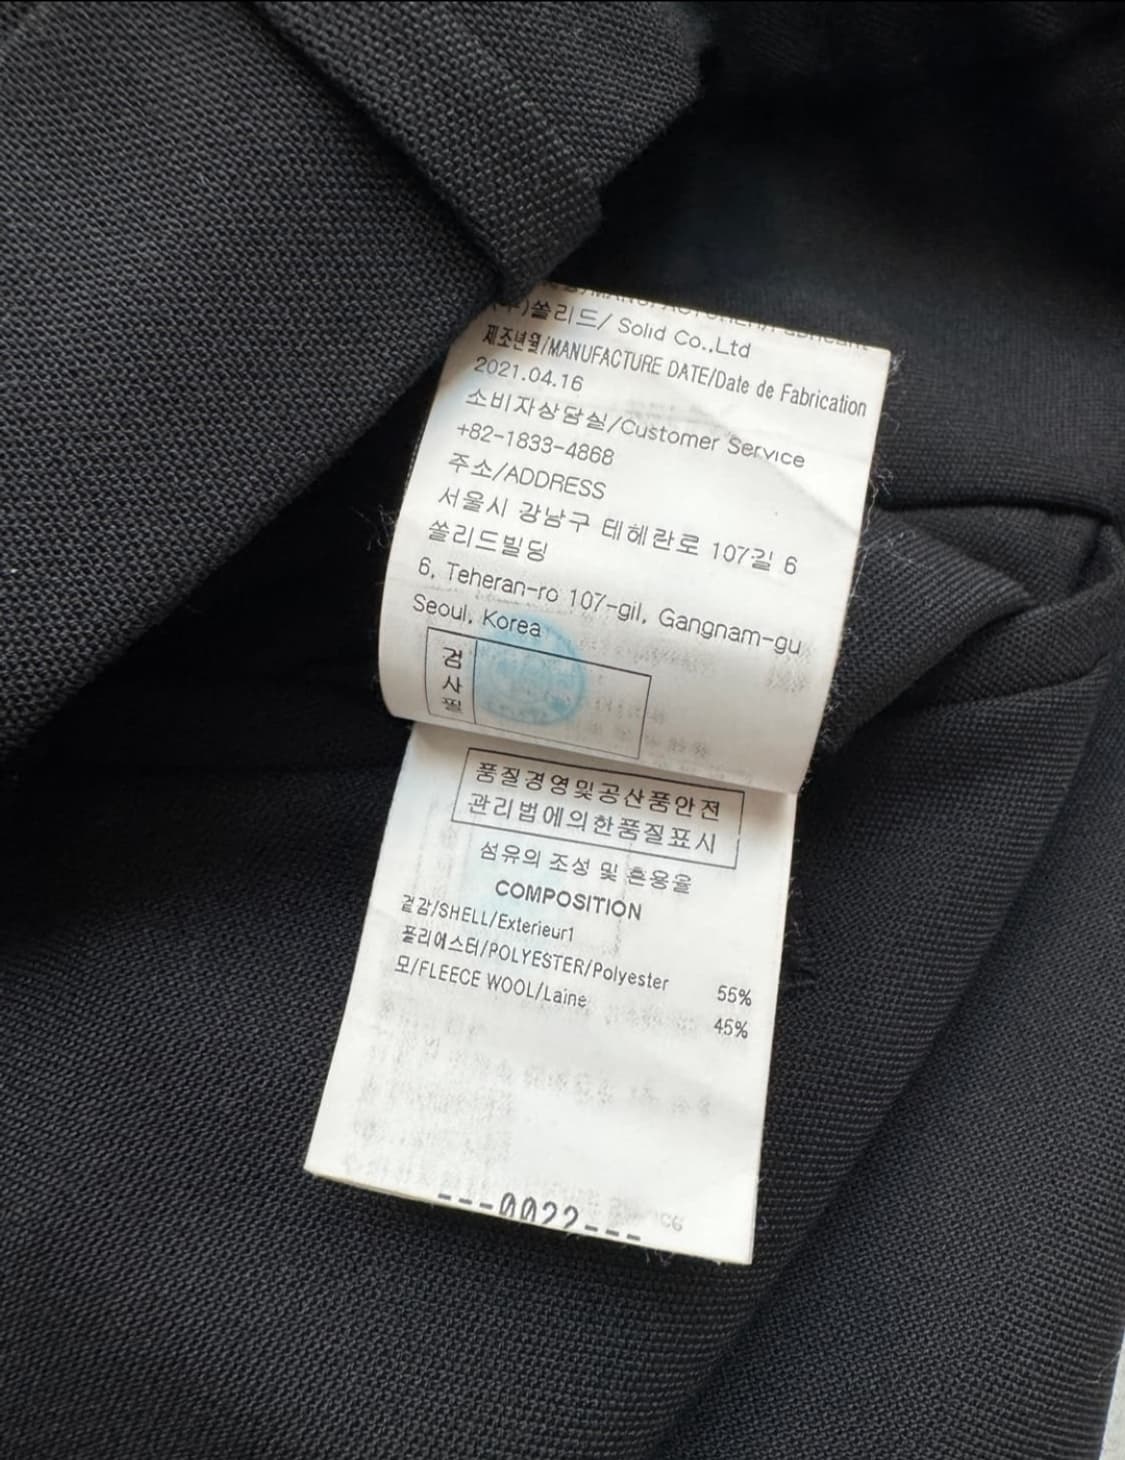 (주)쏠리드/ Solid Co.,Ltd
제조년월/MANUFACTURE DATE/Date de Fabrication
2021.04.16
소비자상담실/Customer Service
+82-1833-4868
주소/ADDRESS
서울시 강남구 테헤란로 107길 6
쏠리드빌딩
6, Teheran-ro 107-gil, Gangnam-gu
Seoul, Korea
검사필
품질경영및공산품안전
관리법에의한품질표시
섬유의 조성 및 혼용율
COMPOSITION
겉감/SHELL/Exterieur1
폴리에스터/POLYESTER/Polyester 55%
모/FLEECE WOOL/Laine 45%
---0022---